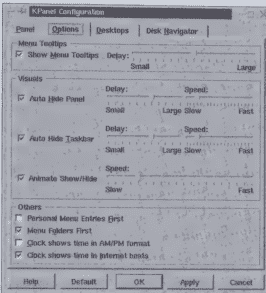 KPanel Configuration
Panel Options Desktops Disk Navigator
Menu Tooltips
Show Menu Tooltips Delay:
Small Large
Visuals
Delay: Speed:
Auto Hide Panel
Small Large Slow Fast
Delay: Speed:
Auto Hide Taskbar
Small Large Slow Fast
Speed:
Animate Show/Hide
Slow Fast
Others
Personal Menu Entries First
Menu Folders First
Clock shows time in AM/PM format
Clock shows time in Internet beats
Help Default OK Apply Cancel